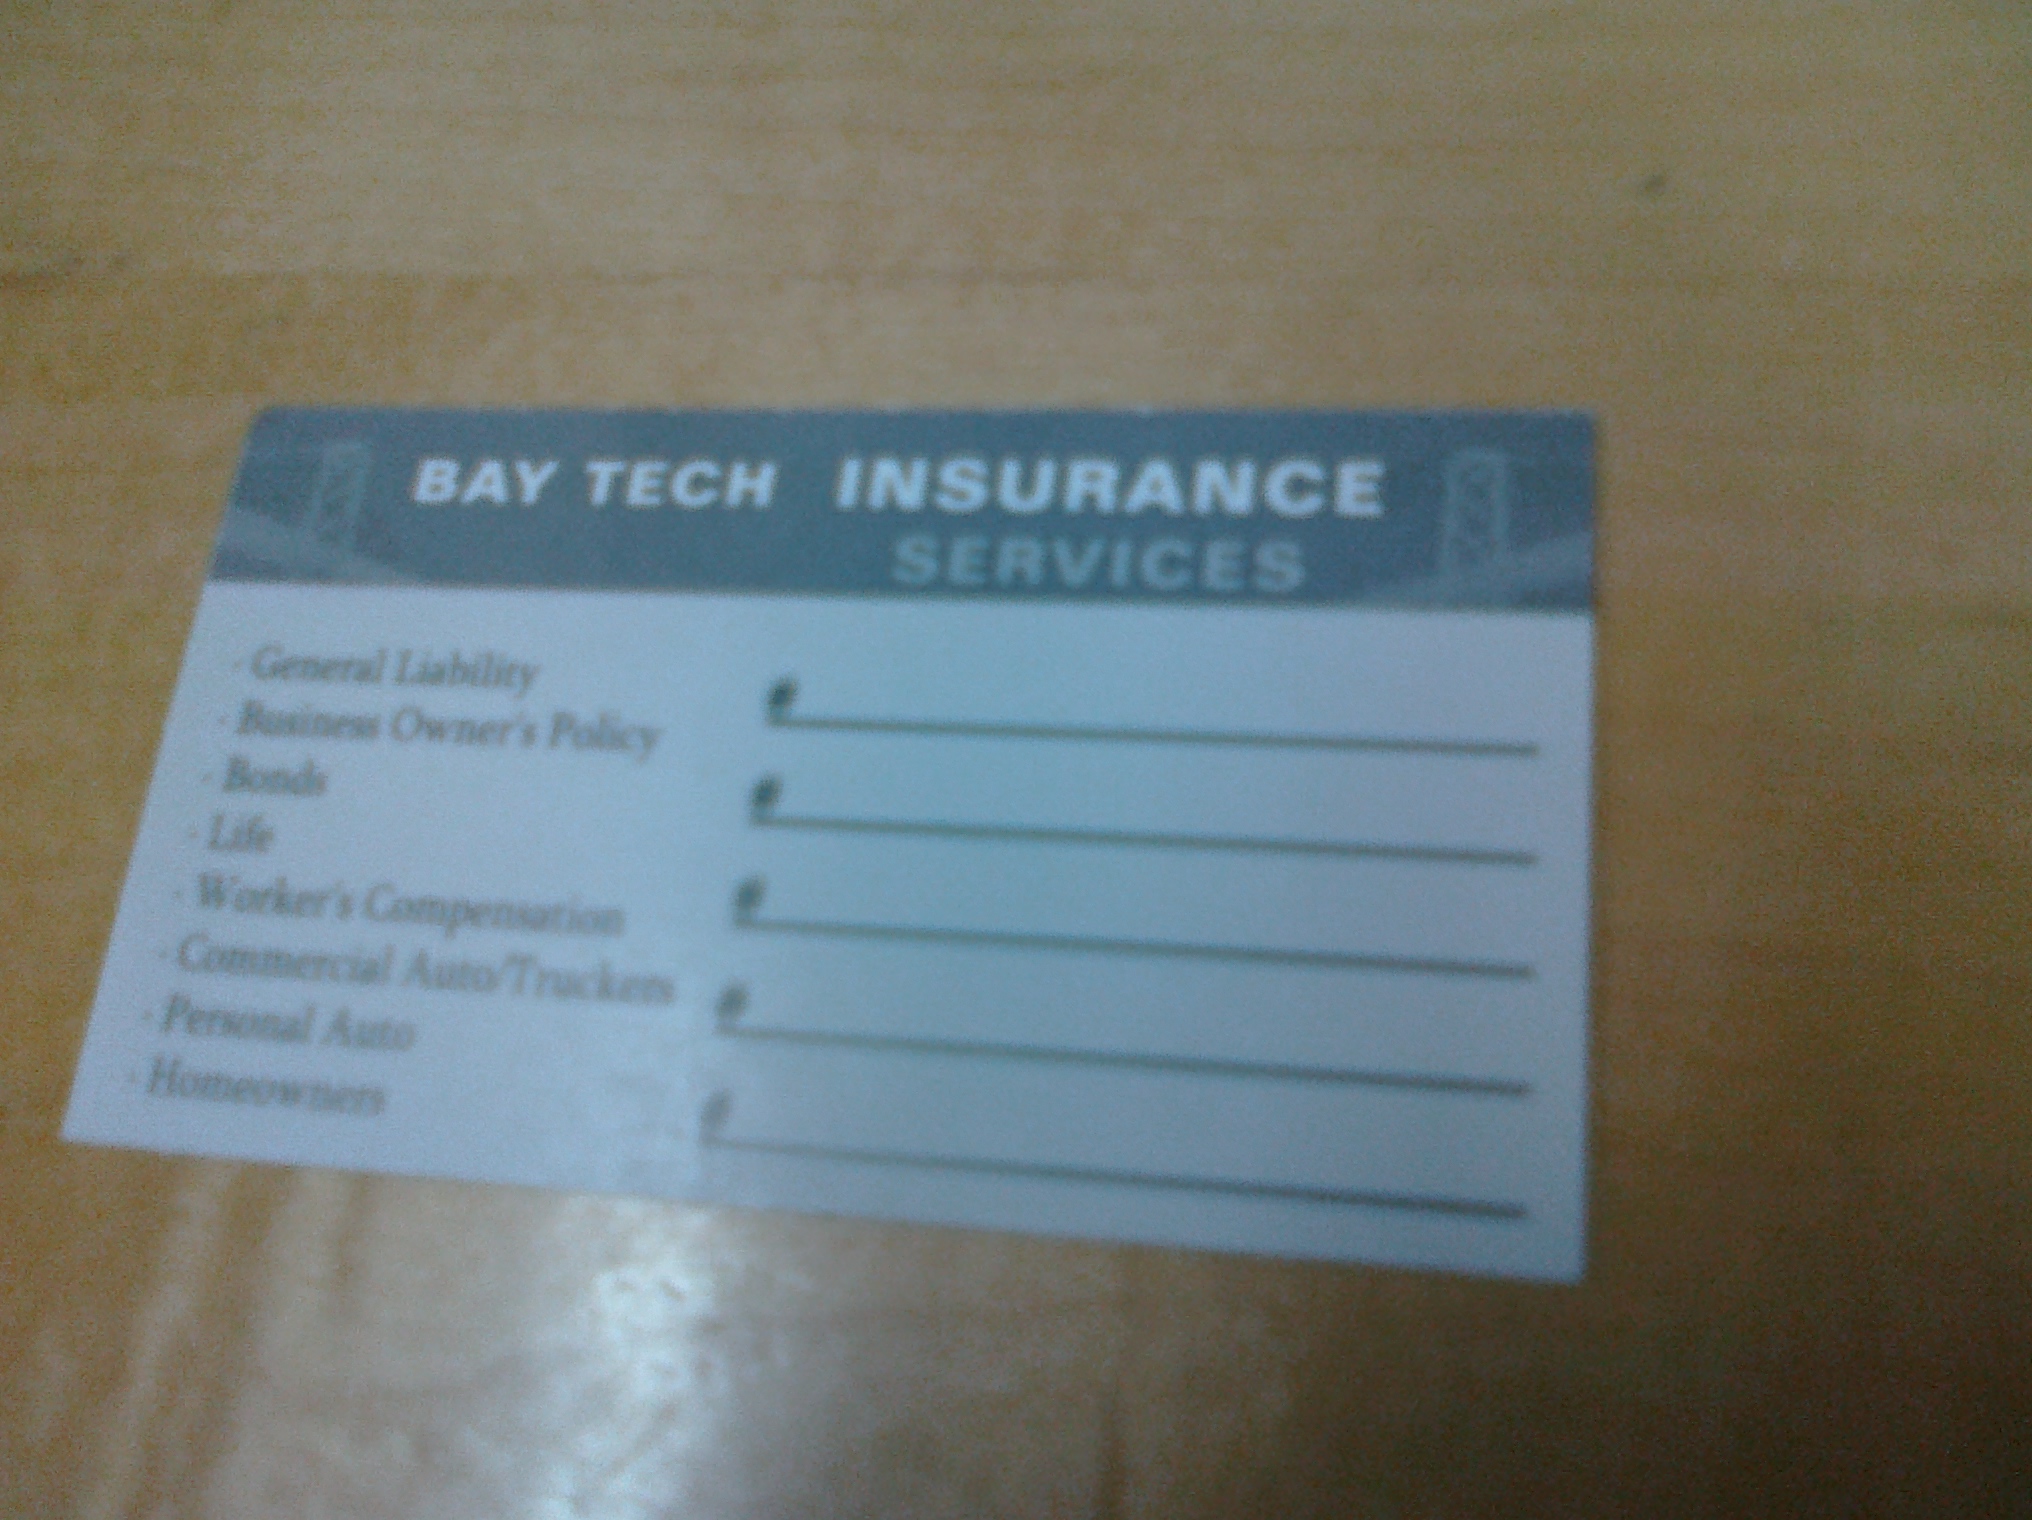 BAY TECH INSURANCE
SERVICES
- General Liability
- Business Owner's Policy
- Bonds
- Life
- Worker's Compensation
- Commercial Auto/Truckers
- Personal Auto
- Homeowners
#
#
#
#
#